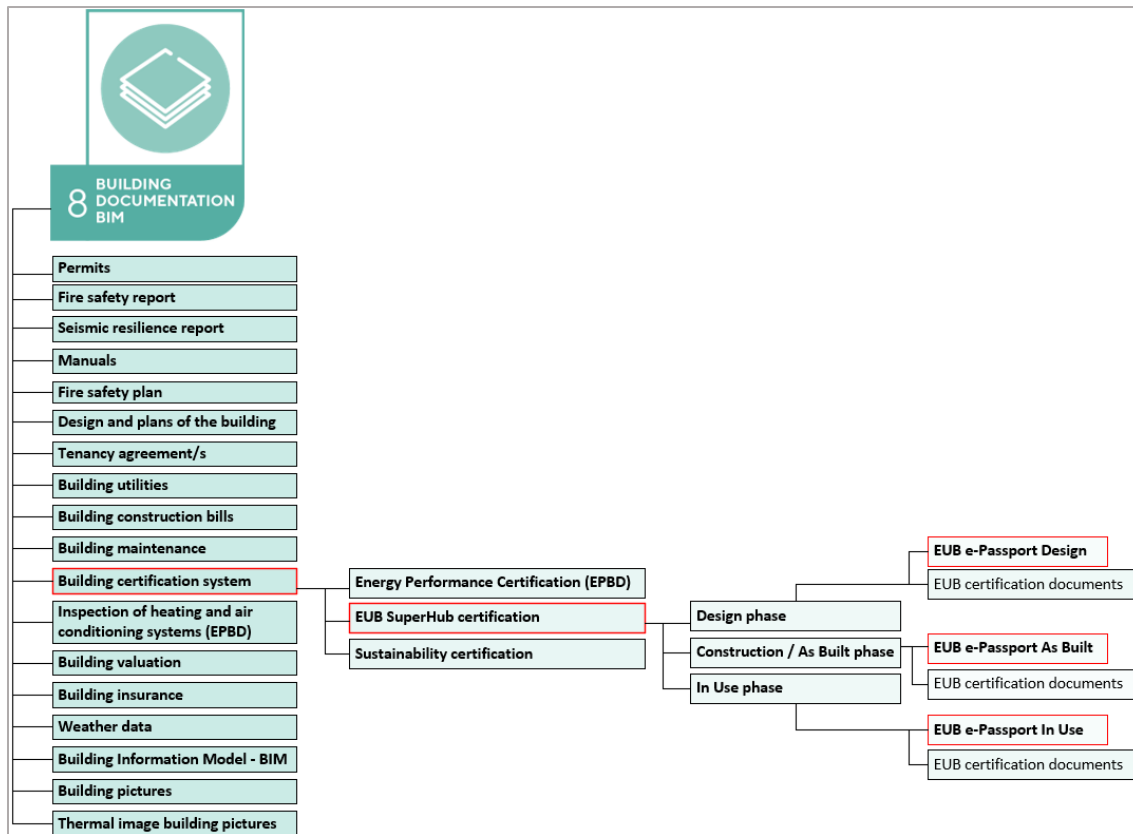 8
BUILDING
DOCUMENTATION
BIM
Permits
Fire safety report
Seismic resilience report
Manuals
Fire safety plan
Design and plans of the building
Tenancy agreement/s
Building utilities
Building construction bills
Building maintenance
Building certification system
Inspection of heating and air
conditioning systems (EPBD)
Building valuation
Building insurance
Weather data
Building Information Model - BIM
Building pictures
Thermal image building pictures
Energy Performance Certification (EPBD)
EUB SuperHub certification
Sustainability certification
Design phase
Construction / As Built phase
In Use phase
EUB e-Passport Design
EUB certification documents
EUB e-Passport As Built
EUB certification documents
EUB e-Passport In Use
EUB certification documents